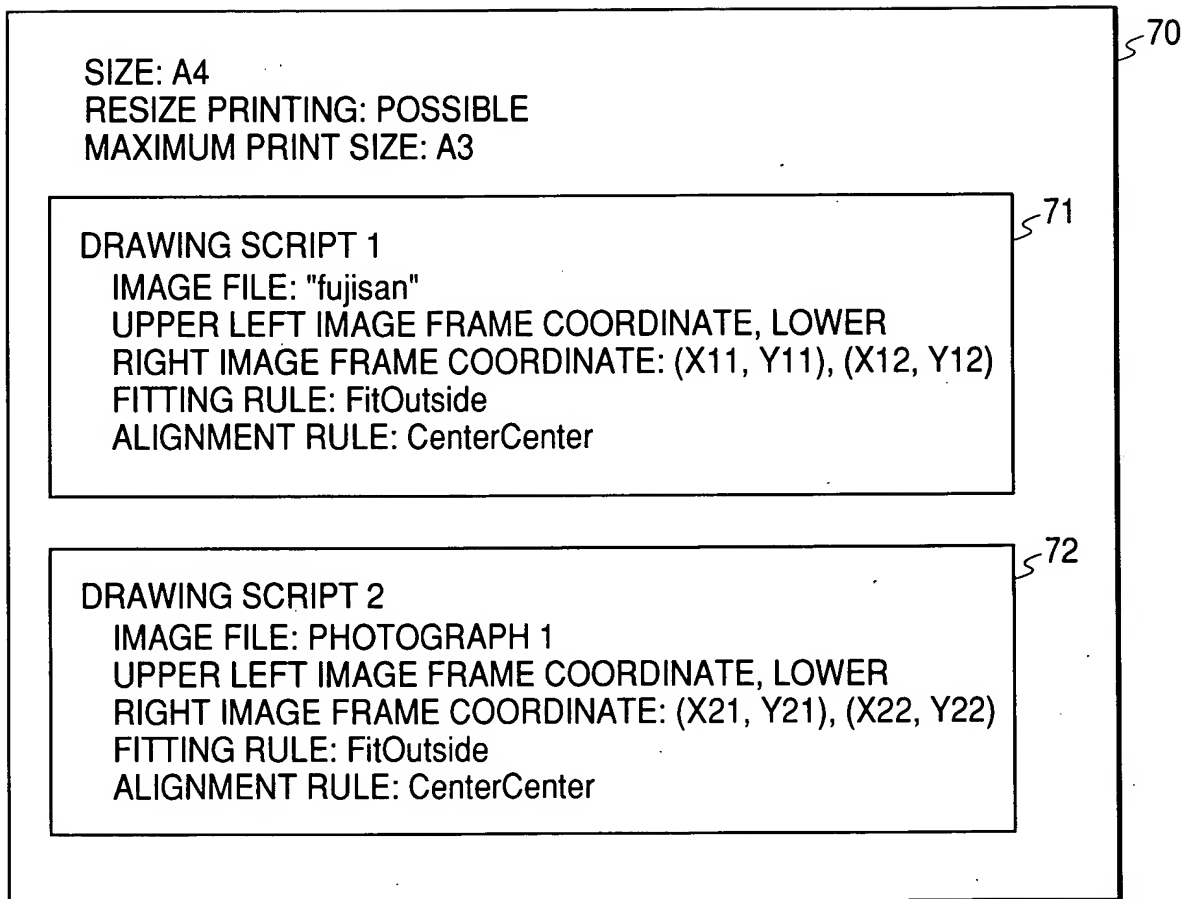 70
SIZE: A4
RESIZE PRINTING: POSSIBLE
MAXIMUM PRINT SIZE: A3
71
DRAWING SCRIPT 1
IMAGE FILE: "fujisan"
UPPER LEFT IMAGE FRAME COORDINATE, LOWER
RIGHT IMAGE FRAME COORDINATE: (X11, Y11), (X12, Y12)
FITTING RULE: FitOutside
ALIGNMENT RULE: CenterCenter
72
DRAWING SCRIPT 2
IMAGE FILE: PHOTOGRAPH 1
UPPER LEFT IMAGE FRAME COORDINATE, LOWER
RIGHT IMAGE FRAME COORDINATE: (X21, Y21), (X22, Y22)
FITTING RULE: FitOutside
ALIGNMENT RULE: CenterCenter